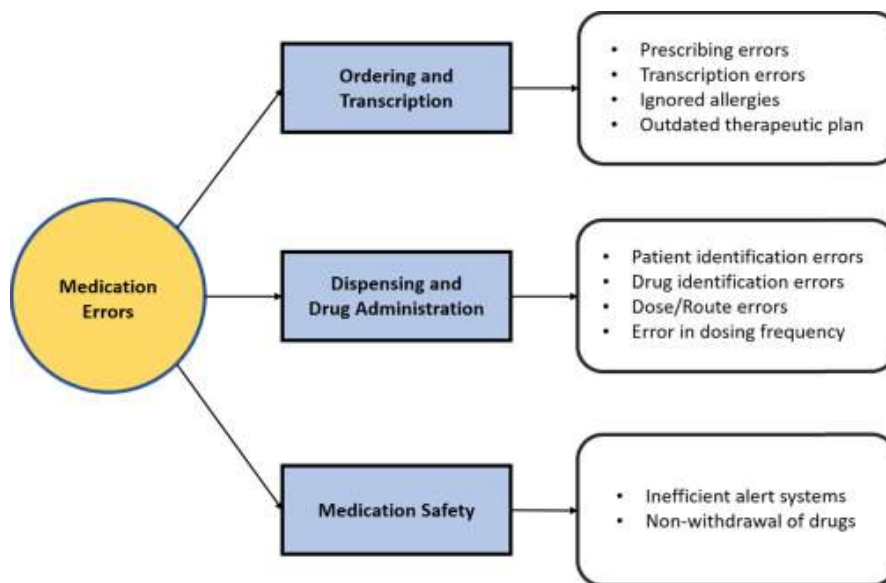 Medication
Errors
Ordering and
Transcription
• Prescribing errors
• Transcription errors
• Ignored allergies
• Outdated therapeutic plan
Dispensing and
Drug Administration
• Patient identification errors
• Drug identification errors
• Dose/Route errors
• Error in dosing frequency
Medication Safety
• Inefficient alert systems
• Non-withdrawal of drugs